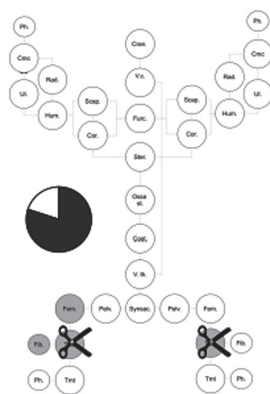 Ph.
Ph.
Cran.
Cmc
Cmc
Rad.
Rad.
V.c.
Ul.
Scap.
Scap.
Ul.
Hum.
Furc.
Hum.
Cor.
Cor.
Ster.
Ossa
st.
Cost.
V. th.
Fem.
Pelv.
Synsac.
Pelv.
Fem.
Fib.
Fib.
Ph.
Tmt
Tmt
Ph.